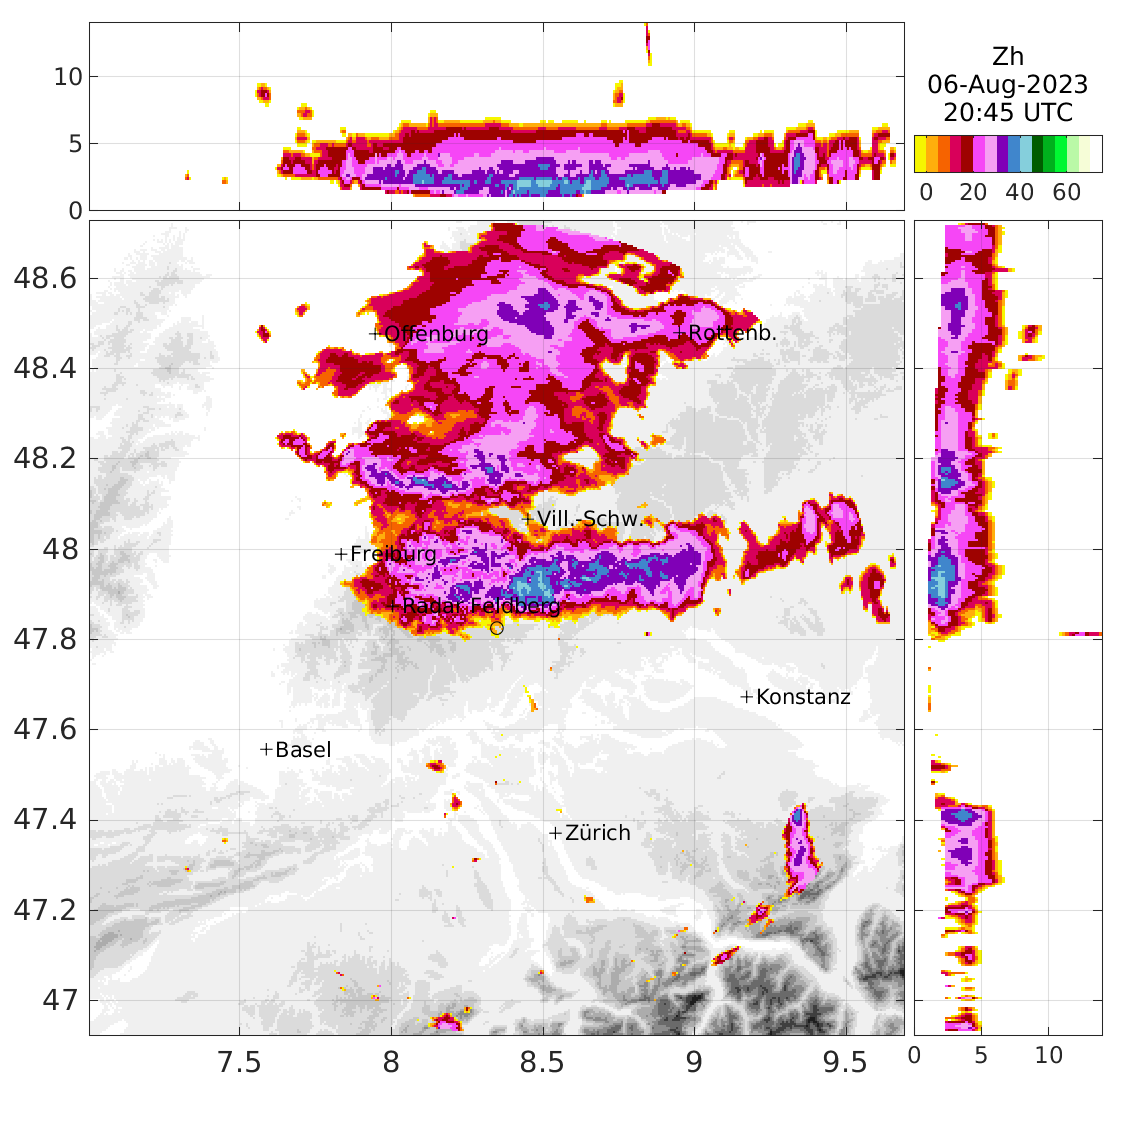 10
5
0
Zh
06-Aug-2023
20:45 UTC
0 20 40 60
48.6
48.4
48.2
48
47.8
47.6
47.4
47.2
47
Offenburg
Rottenb.
Vill.-Schw.
Freiburg
Radar Feldberg
Konstanz
Basel
Zürich
7.5 8 8.5 9 9.5
0 5 10